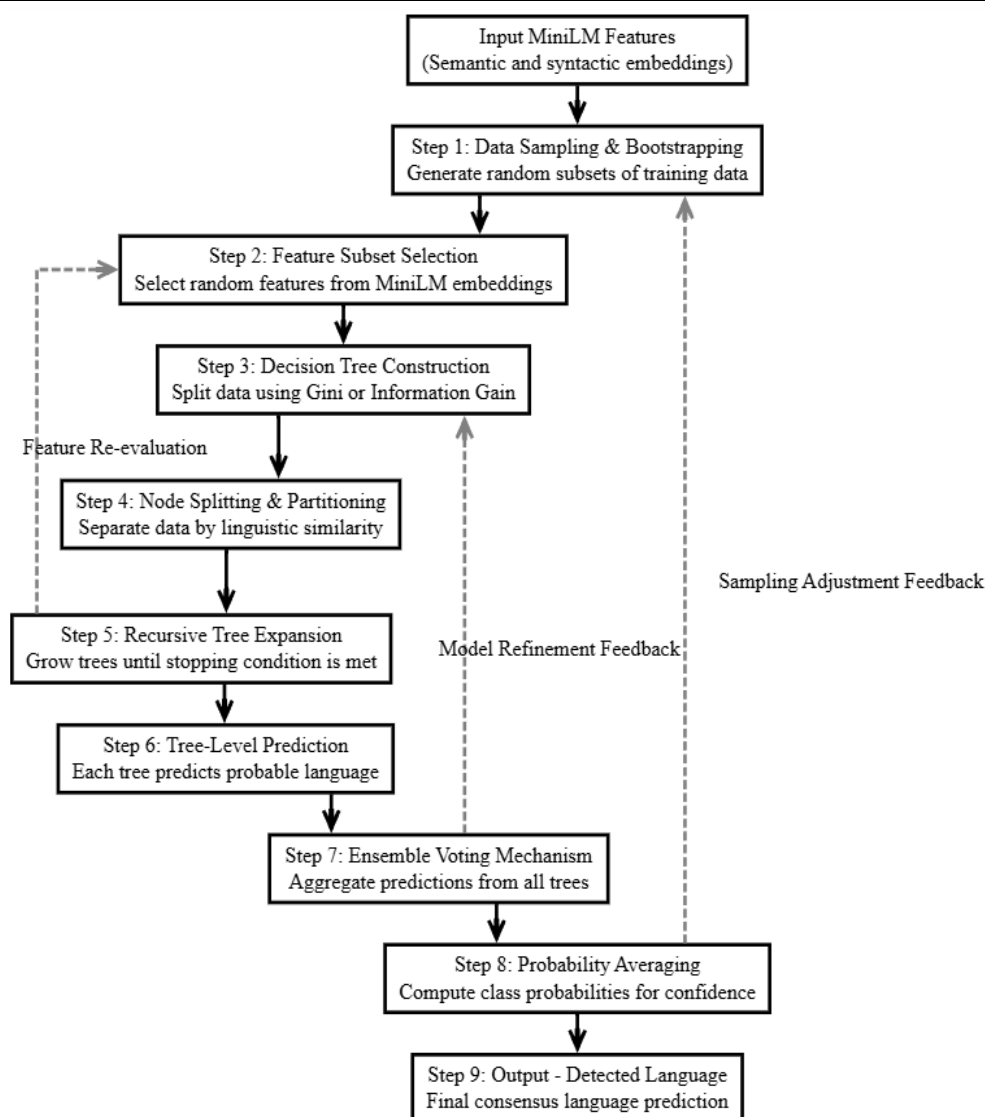 Input MiniLM Features
(Semantic and syntactic embeddings)
Step 1: Data Sampling & Bootstrapping
Generate random subsets of training data
Step 2: Feature Subset Selection
Select random features from MiniLM embeddings
Step 3: Decision Tree Construction
Split data using Gini or Information Gain
Feature Re-evaluation
Step 4: Node Splitting & Partitioning
Separate data by linguistic similarity
Sampling Adjustment Feedback
Step 5: Recursive Tree Expansion
Grow trees until stopping condition is met
Model Refinement Feedback
Step 6: Tree-Level Prediction
Each tree predicts probable language
Step 7: Ensemble Voting Mechanism
Aggregate predictions from all trees
Step 8: Probability Averaging
Compute class probabilities for confidence
Step 9: Output - Detected Language
Final consensus language prediction